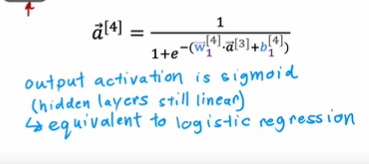 a⃗[4] = 1 / 1+e^-(w₁[4]·a⃗[3]+b₁[4])
output activation is sigmoid
(hidden layers still linear)
↳ equivalent to logistic regression